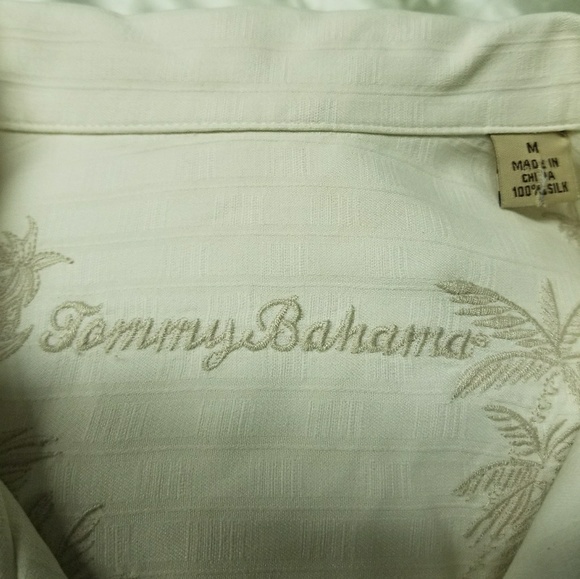 M
MADE IN
CHINA
100% SILK
Tommy Bahama